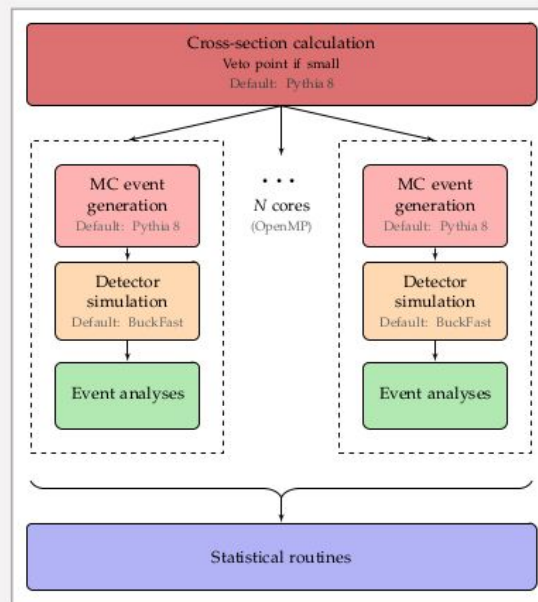 Cross-section calculation
Veto point if small
Default: Pythia 8
MC event
generation
Default: Pythia 8
Detector
simulation
Default: BuckFast
Event analyses
...
N cores
(OpenMP)
MC event
generation
Default: Pythia 8
Detector
simulation
Default: BuckFast
Event analyses
Statistical routines